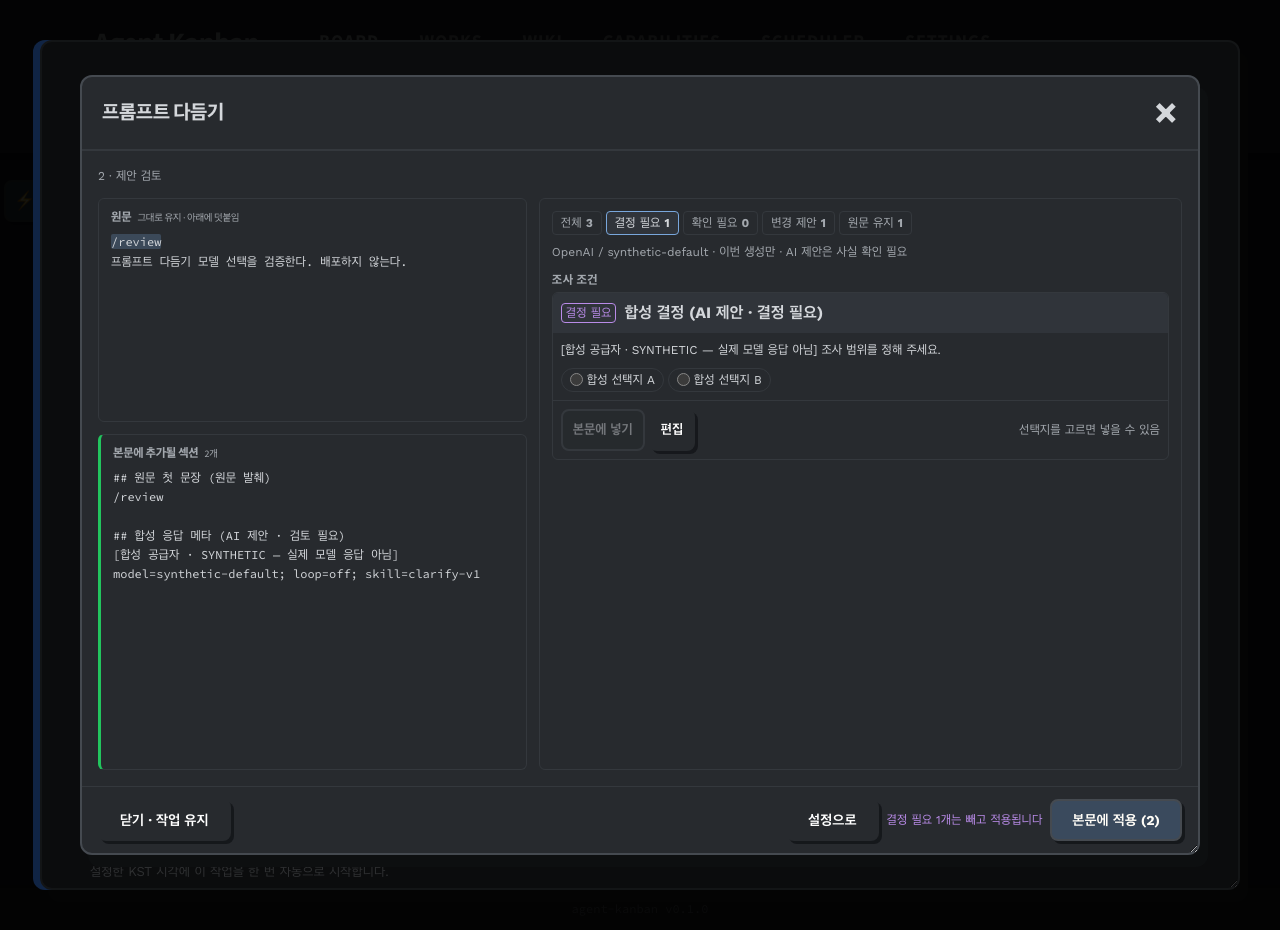 Agent Kanban BOARD WORKS WIKI CAPABILITIES SCHEDULER SETTINGS
프롬프트 다듬기
2 · 제안 검토
원문 그대로 유지 · 아래에 덧붙임
/review
프롬프트 다듬기 모델 선택을 검증한다. 배포하지 않는다.
본문에 추가될 섹션 2개
## 원문 첫 문장 (원문 발췌)
/review
## 합성 응답 메타 (AI 제안 · 검토 필요)
[합성 공급자 · SYNTHETIC — 실제 모델 응답 아님]
model=synthetic-default; loop=off; skill=clarify-v1
전체 3 결정 필요 1 확인 필요 0 변경 제안 1 원문 유지 1
OpenAI / synthetic-default · 이번 생성만 · AI 제안은 사실 확인 필요
조사 조건
결정 필요 합성 결정 (AI 제안 · 결정 필요)
[합성 공급자 · SYNTHETIC — 실제 모델 응답 아님] 조사 범위를 정해 주세요.
합성 선택지 A 합성 선택지 B
본문에 넣기 편집 선택지를 고르면 넣을 수 있음
닫기 · 작업 유지 설정으로 결정 필요 1개는 빼고 적용됩니다 본문에 적용 (2)
설정한 KST 시각에 이 작업을 한 번 자동으로 시작합니다.